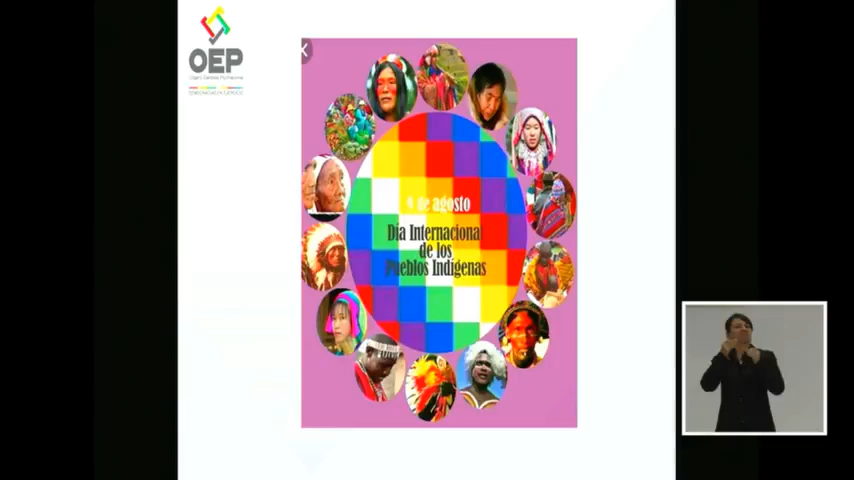 OEP
9 de agosto
Día Internacional
de los
Pueblos Indígenas